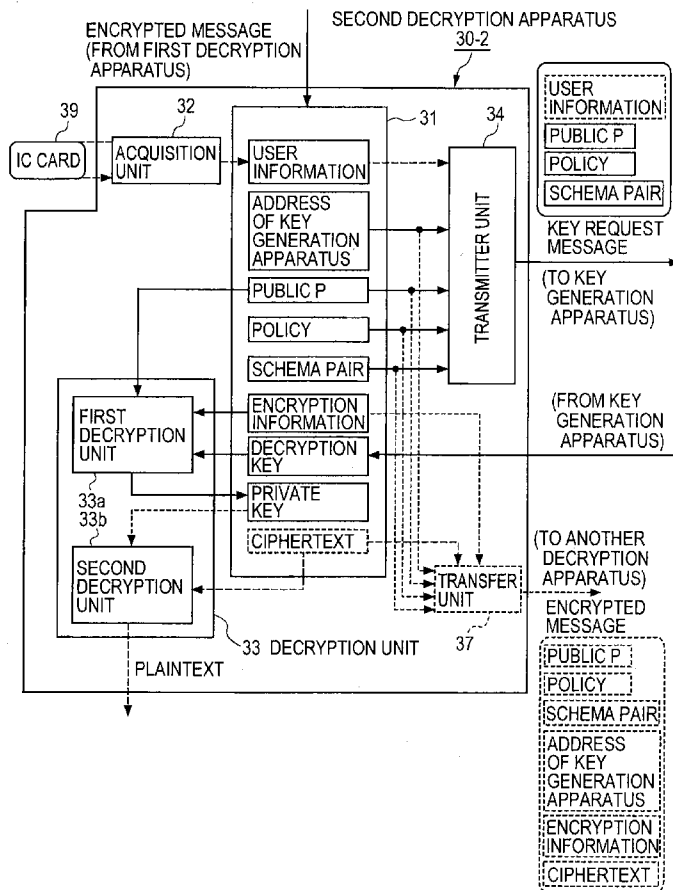 ENCRYPTED MESSAGE
(FROM FIRST DECRYPTION
APPARATUS)
SECOND DECRYPTION APPARATUS
30-2
39
IC CARD
32
ACQUISITION
UNIT
31
USER
INFORMATION
ADDRESS
OF KEY
GENERATION
APPARATUS
PUBLIC P
POLICY
SCHEMA PAIR
ENCRYPTION
INFORMATION
DECRYPTION
KEY
PRIVATE
KEY
CIPHERTEXT
34
TRANSMITTER UNIT
USER
INFORMATION
PUBLIC P
POLICY
SCHEMA PAIR
KEY REQUEST
MESSAGE
(TO KEY
GENERATION
APPARATUS)
(FROM KEY
GENERATION
APPARATUS)
FIRST
DECRYPTION
UNIT
33a
33b
SECOND
DECRYPTION
UNIT
33 DECRYPTION UNIT
PLAINTEXT
TRANSFER
UNIT
37
(TO ANOTHER
DECRYPTION
APPARATUS)
ENCRYPTED
MESSAGE
PUBLIC P
POLICY
SCHEMA PAIR
ADDRESS
OF KEY
GENERATION
APPARATUS
ENCRYPTION
INFORMATION
CIPHERTEXT